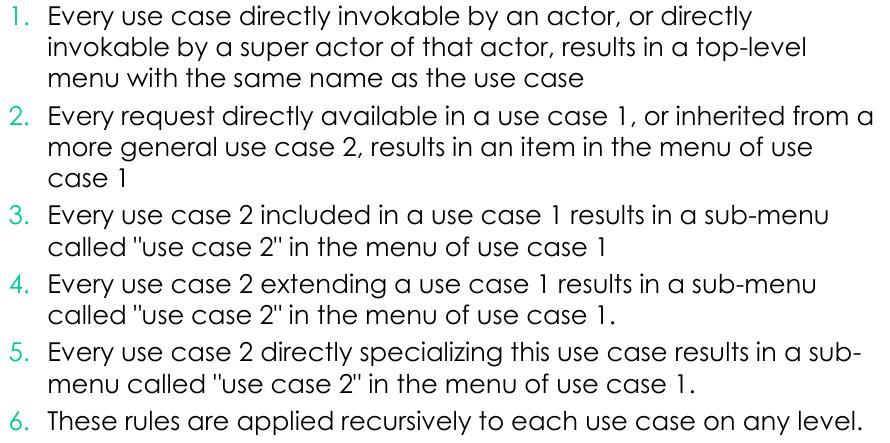 1. Every use case directly invokable by an actor, or directly
invokable by a super actor of that actor, results in a top-level
menu with the same name as the use case
2. Every request directly available in a use case 1, or inherited from a
more general use case 2, results in an item in the menu of use
case 1
3. Every use case 2 included in a use case 1 results in a sub-menu
called "use case 2" in the menu of use case 1
4. Every use case 2 extending a use case 1 results in a sub-menu
called "use case 2" in the menu of use case 1.
5. Every use case 2 directly specializing this use case results in a sub-
menu called "use case 2" in the menu of use case 1.
6. These rules are applied recursively to each use case on any level.